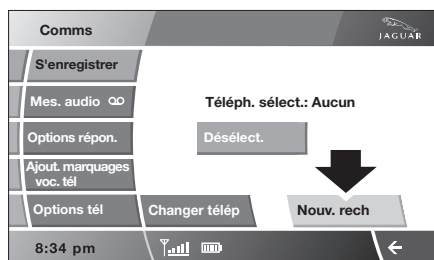 Comms
JAGUAR
S'enregistrer
Mes. audio
Téléph. sélect.: Aucun
Options répon.
Désélect.
Ajout. marquages
voc. tél
Options tél
Changer télép
Nouv. rech
8:34 pm